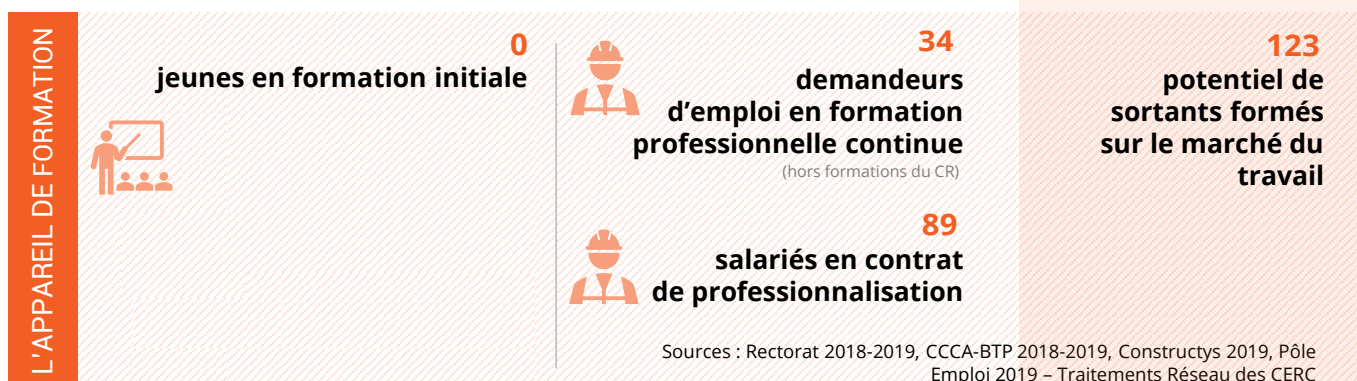 L'APPAREIL DE FORMATION
0
jeunes en formation initiale
34
demandeurs
d’emploi en formation
professionnelle continue
(hors formations du CR)
89
salariés en contrat
de professionnalisation
123
potentiel de
sortants formés
sur le marché du
travail
Sources : Rectorat 2018-2019, CCCA-BTP 2018-2019, Constructys 2019, Pôle
Emploi 2019 – Traitements Réseau des CERC